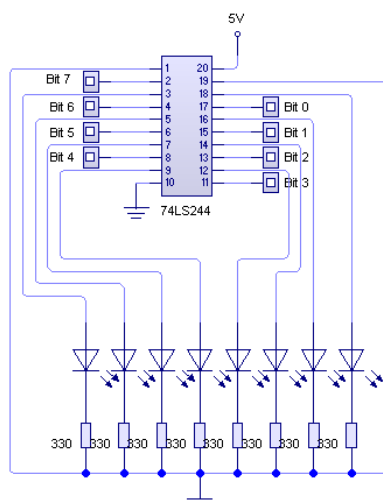 5V
1 20
Bit 7 2 19
3 18
Bit 6 4 17 Bit 0
5 16
Bit 5 6 15 Bit 1
7 14
Bit 4 8 13 Bit 2
9 12
10 11 Bit 3
74LS244
330 330 330 330 330 330 330 330